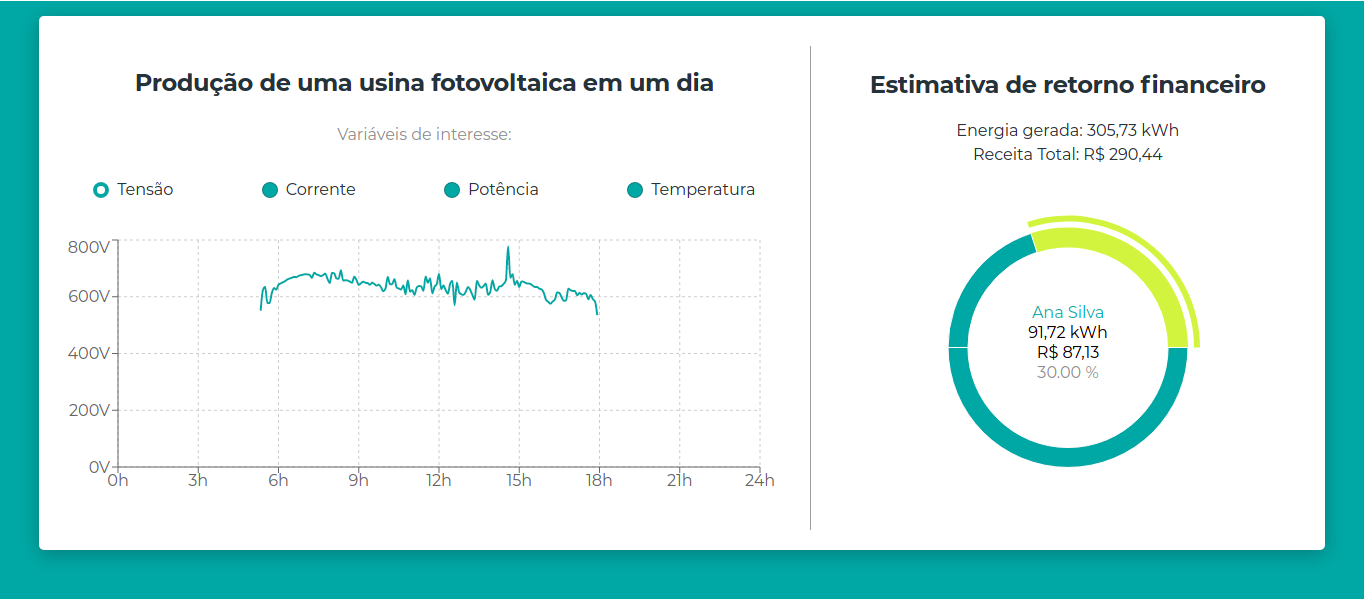 Produção de uma usina fotovoltaica em um dia
Variáveis de interesse:
Tensão
Corrente
Potência
Temperatura
800V
600V
400V
200V
0V
0h
3h
6h
9h
12h
15h
18h
21h
24h
Estimativa de retorno financeiro
Energia gerada: 305,73 kWh
Receita Total: R$ 290,44
Ana Silva
91,72 kWh
R$ 87,13
30.00 %